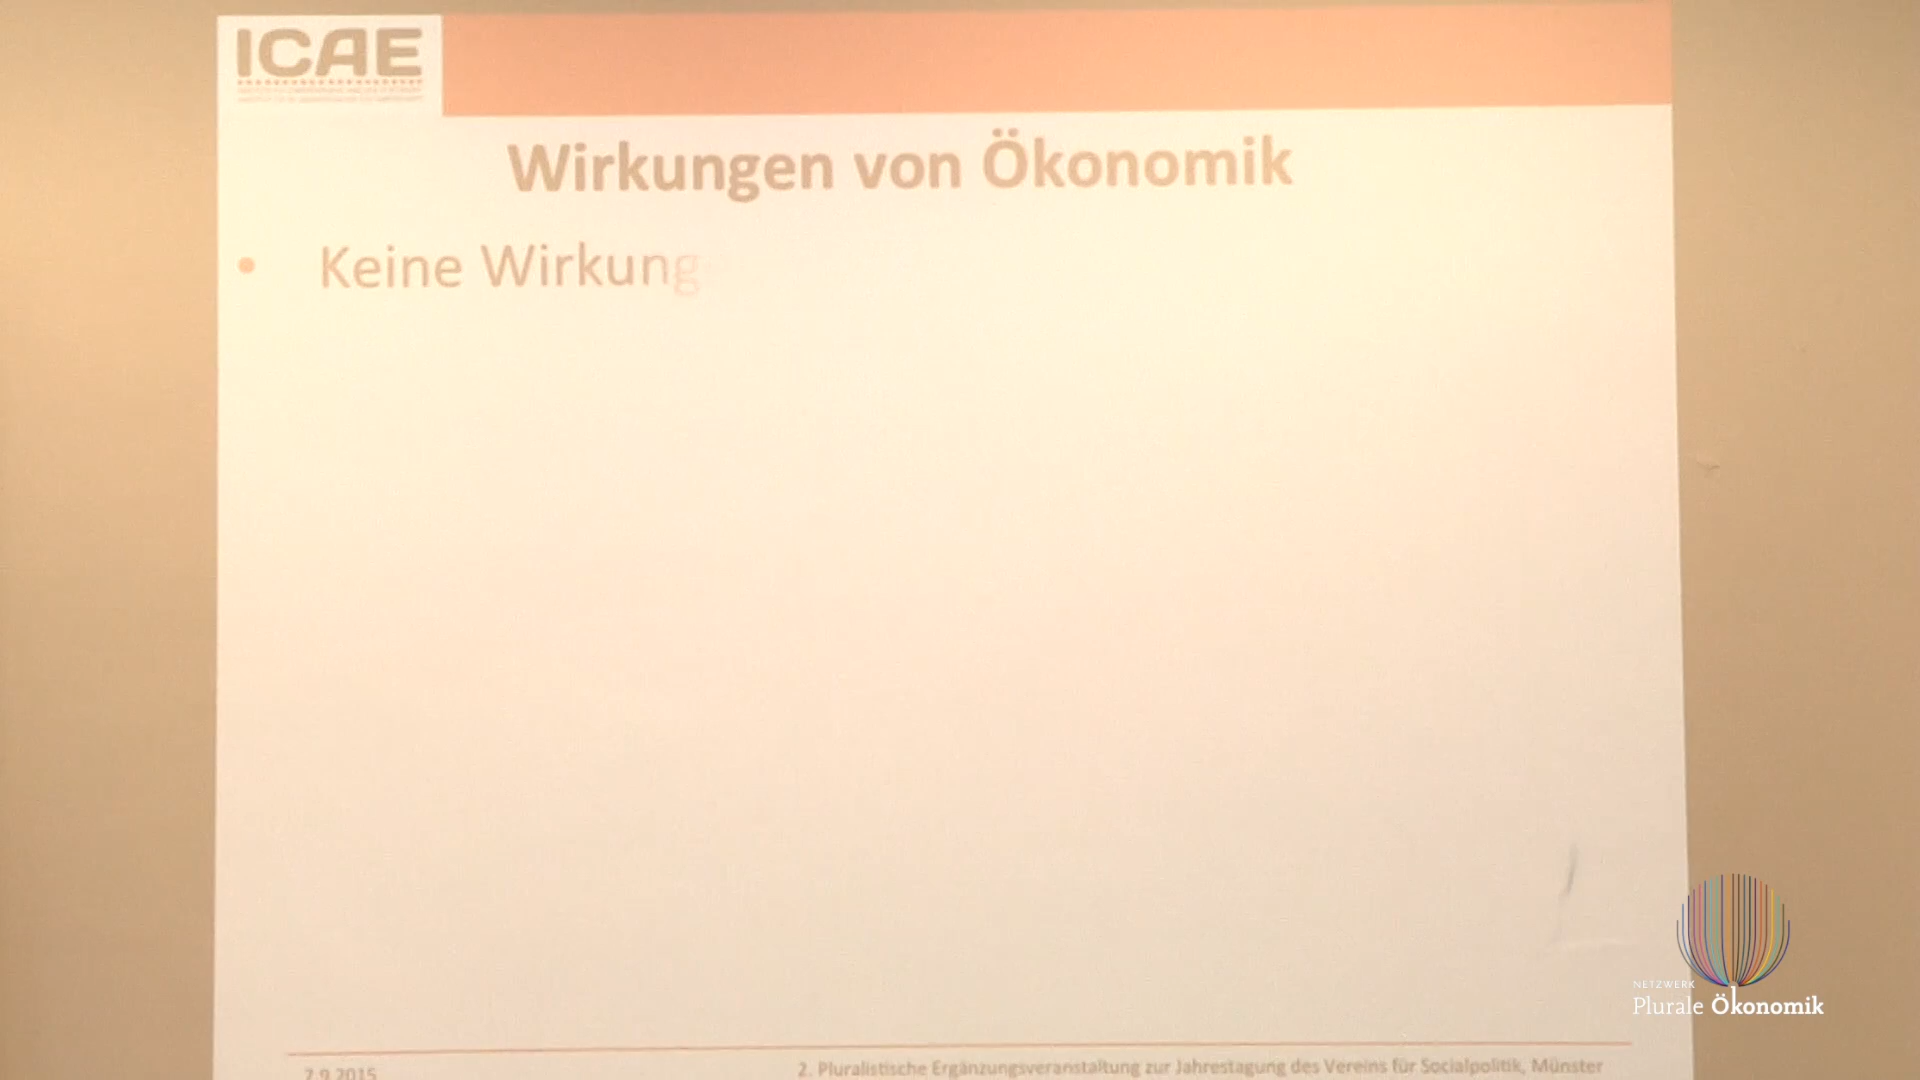 ICAE
Wirkungen von Ökonomik
• Keine Wirkung
NETZWERK
Plurale Ökonomik
7.9.2015
2. Pluralistische Ergänzungsveranstaltung zur Jahrestagung des Vereins für Socialpolitik, Münster